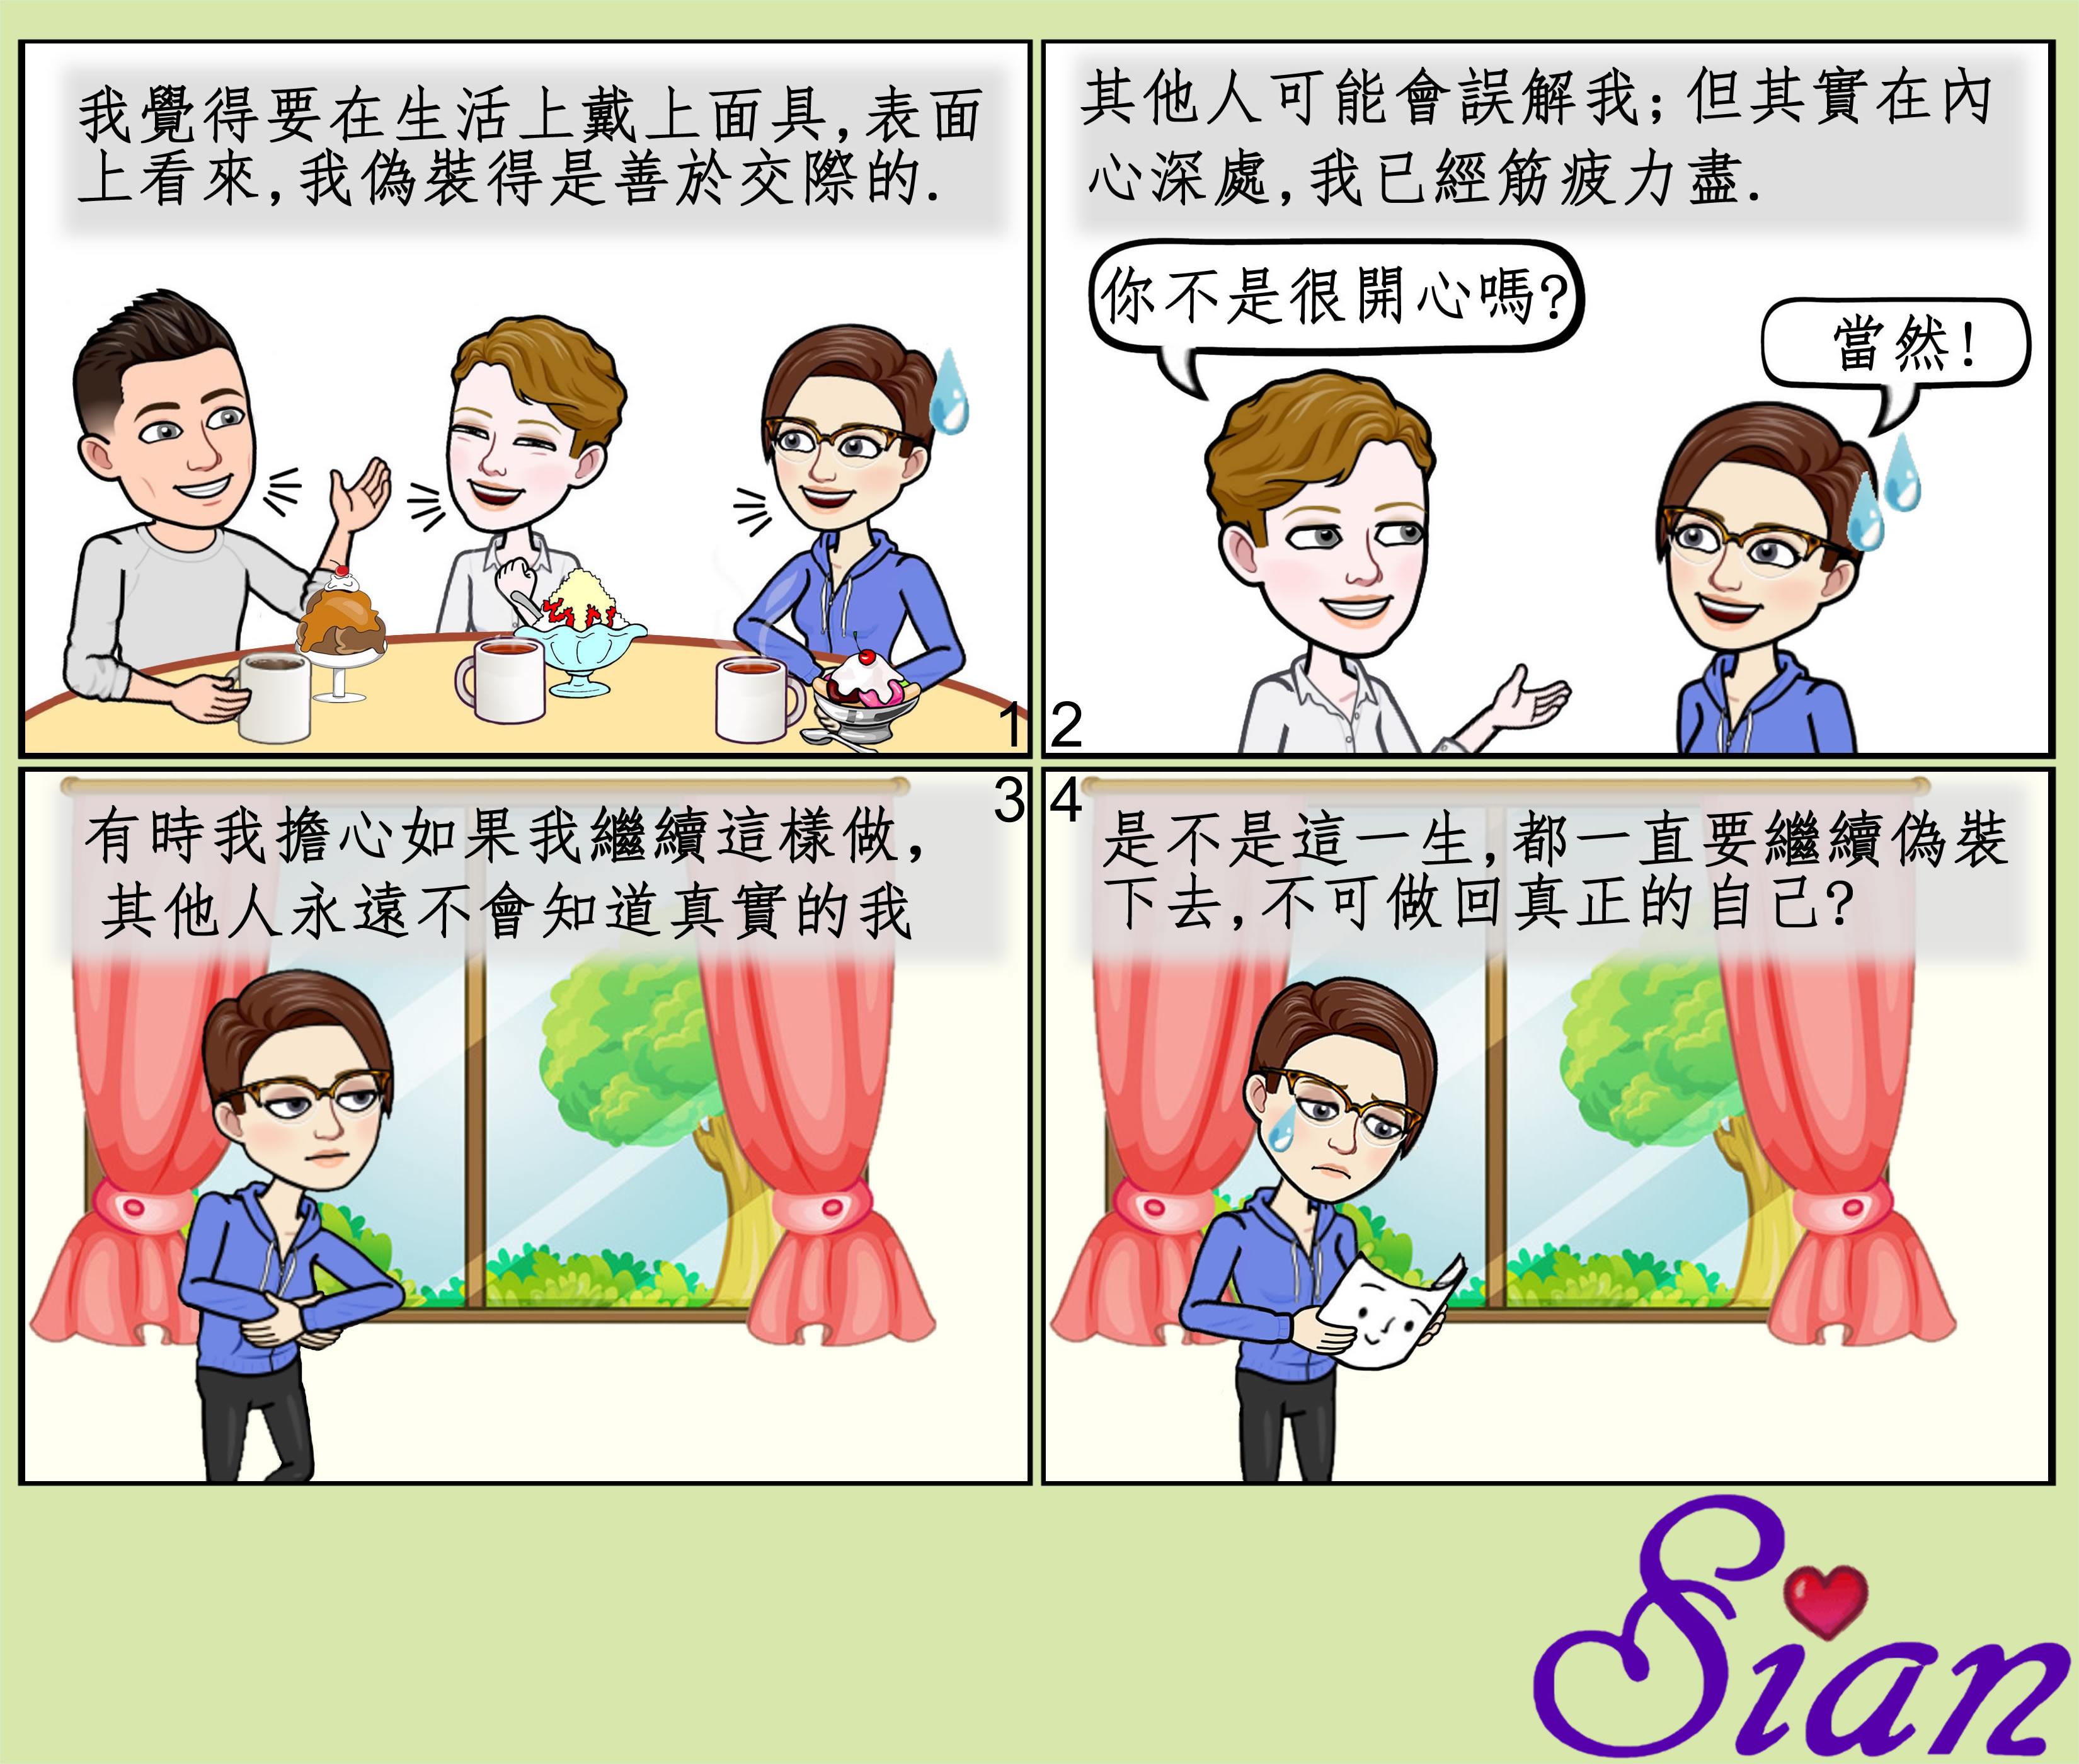 我覺得要在生活上戴上面具,表面
上看來,我偽裝得是善於交際的.
1
其他人可能會誤解我;但其實在內
心深處,我已經筋疲力盡.
你不是很開心嗎?
當然!
2
有時我擔心如果我繼續這樣做,
其他人永遠不會知道真實的我
3
是不是這一生,都一直要繼續偽裝
下去,不可做回真正的自己?
4
Sian